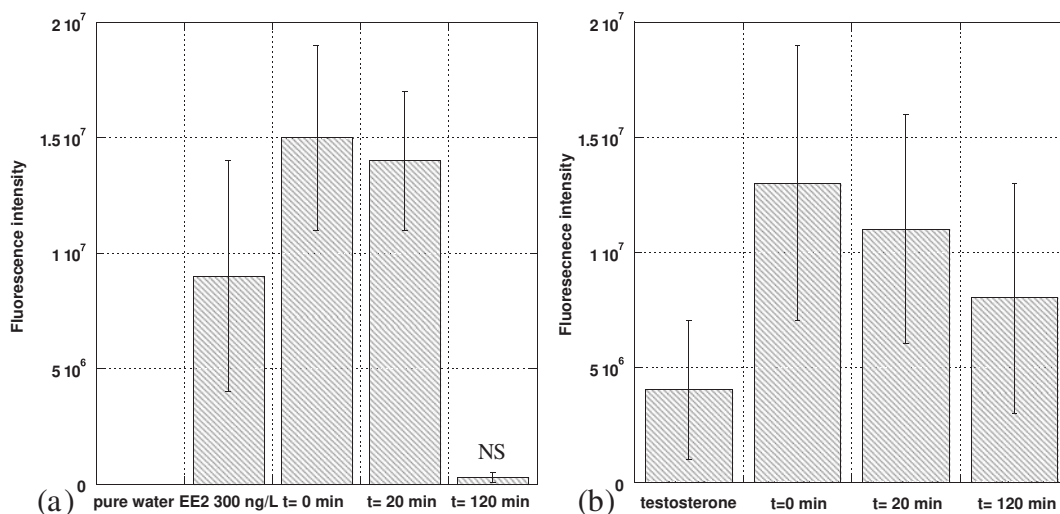 Fluorescence intensity
2 10⁷
1.5 10⁷
1 10⁷
5 10⁶
0
NS
(a) pure water EE2 300 ng/L t= 0 min t= 20 min t= 120 min
Fluoresecnece intensity
2 10⁷
1.5 10⁷
1 10⁷
5 10⁶
0
(b) testosterone t=0 min t= 20 min t= 120 min